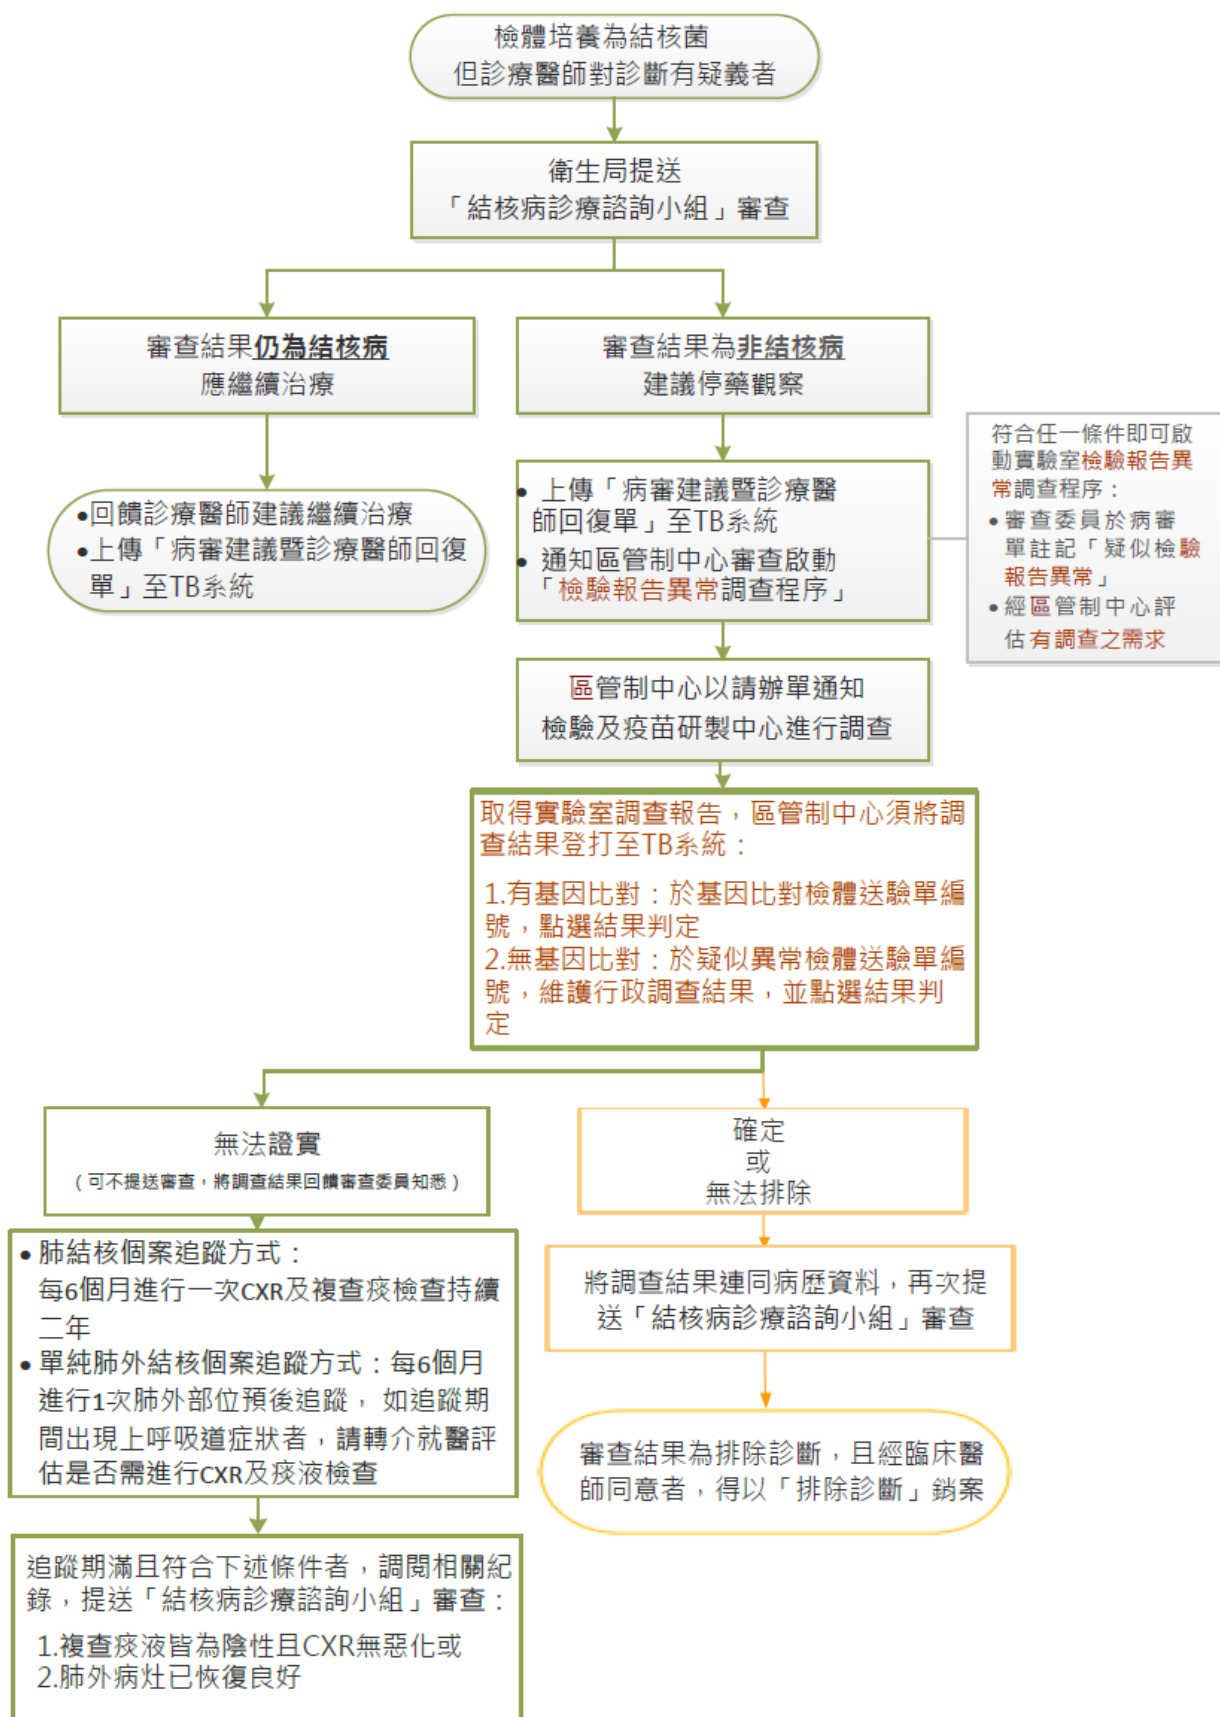 檢體培養為結核菌
但診療醫師對診斷有疑義者
衛生局提送
「結核病診療諮詢小組」審查
審查結果仍為結核病
應繼續治療
審查結果為非結核病
建議停藥觀察
●回饋診療醫師建議繼續治療
●上傳「病審建議暨診療醫師回復
單」至TB系統
● 上傳「病審建議暨診療醫
師回復單」至TB系統
● 通知區管制中心審查啟動
「檢驗報告異常調查程序」
符合任一條件即可啟
動實驗室檢驗報告異
常調查程序：
● 審查委員於病審
單註記「疑似檢驗
報告異常」
● 經區管制中心評
估有調查之需求
區管制中心以請辦單通知
檢驗及疫苗研製中心進行調查
取得實驗室調查報告，區管制中心須將調
查結果登打至TB系統：
1.有基因比對：於基因比對檢體送驗單編
號，點選結果判定
2.無基因比對：於疑似異常檢體送驗單編
號，維護行政調查結果，並點選結果判
定
無法證實
（可不提送審查，將調查結果回饋審查委員知悉）
● 肺結核個案追蹤方式：
每6個月進行一次CXR及複查痰檢查持續
二年
● 單純肺外結核個案追蹤方式：每6個月
進行1次肺外部位預後追蹤， 如追蹤期
間出現上呼吸道症狀者，請轉介就醫評
估是否需進行CXR及痰液檢查
追蹤期滿且符合下述條件者，調閱相關紀
錄，提送「結核病診療諮詢小組」審查：
1.複查痰液皆為陰性且CXR無惡化或
2.肺外病灶已恢復良好
確定
或
無法排除
將調查結果連同病歷資料，再次提
送「結核病診療諮詢小組」審查
審查結果為排除診斷，且經臨床醫
師同意者，得以「排除診斷」銷案